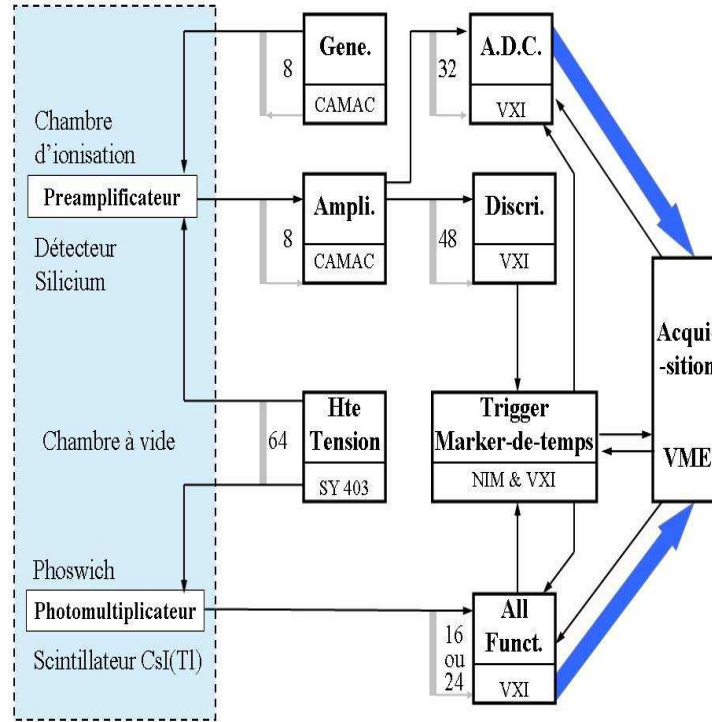 Gene.
8
CAMAC
A.D.C.
32
VXI
Chambre
d'ionisation
Preamplificateur
Détecteur
Silicium
Ampli.
8
CAMAC
Discri.
48
VXI
Acqui-
-sition
VME
Chambre à vide
64
Hte
Tension
SY 403
Trigger
Marker-de-temps
NIM & VXI
Phoswich
Photomultiplicateur
Scintillateur CsI(Tl)
16
ou
24
All
Funct.
VXI